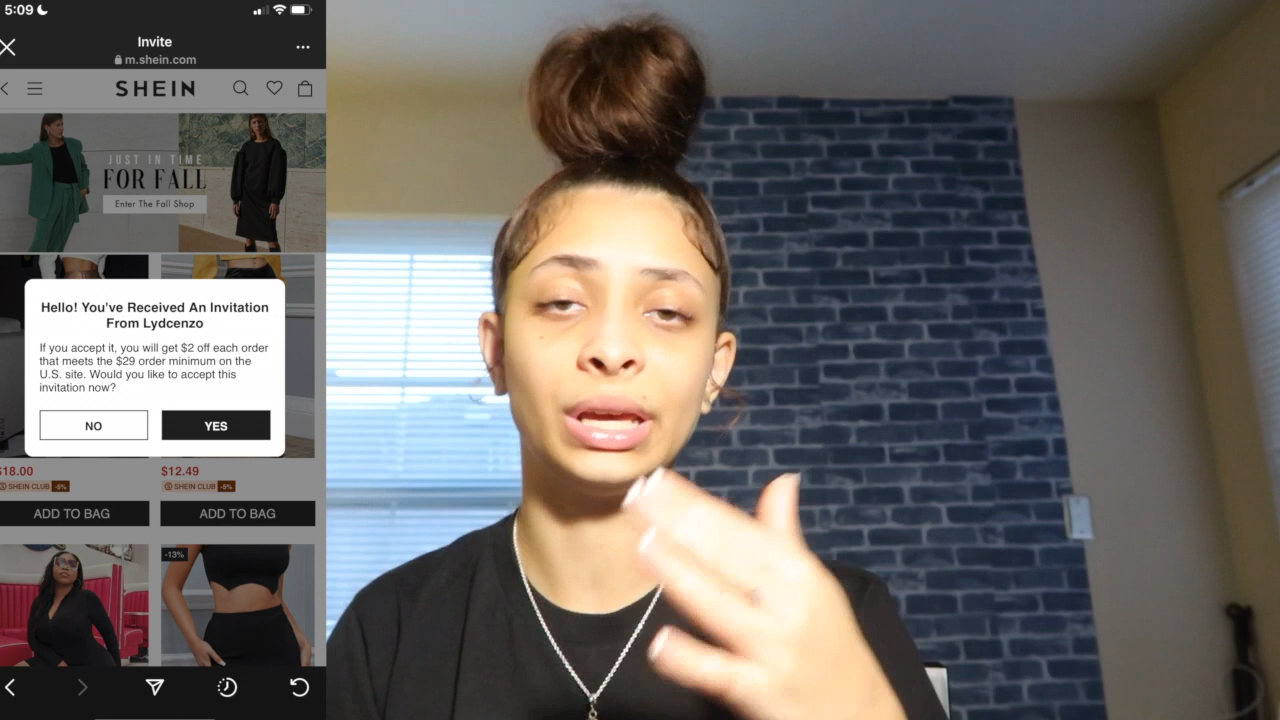 5:09
Invite
m.shein.com
SHEIN
JUST IN TIME
FOR FALL
Enter The Fall Shop
Hello! You've Received An Invitation
From Lydcenzo
If you accept it, you will get $2 off each order
that meets the $29 order minimum on the
U.S. site. Would you like to accept this
invitation now?
NO YES
$18.00 $12.49
SHEIN CLUB -5% SHEIN CLUB -5%
ADD TO BAG ADD TO BAG
-13%